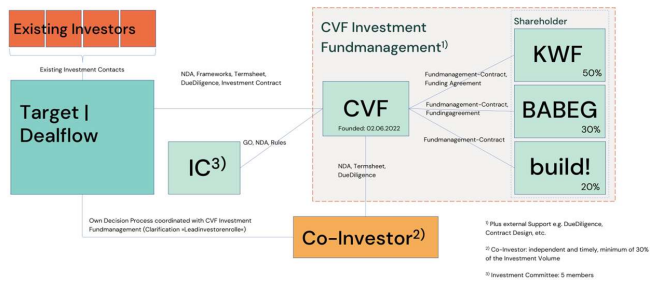 Existing Investors
Existing Investment Contacts
Target |
Dealflow
NDA, Frameworks, Termsheet,
DueDiligence, Investment Contract
IC3)
GO, NDA, Rules
CVF Investment
Fundmanagement1)
CVF
Founded: 02.06.2022
Shareholder
Fundmanagement-Contract,
Funding Agreement
KWF
50%
Fundmanagement-Contract,
Fundingagreement
BABEG
30%
Fundmanagement-Contract
build!
20%
NDA, Termsheet,
DueDiligence
Own Decision Process coordinated with CVF Investment
Fundmanagement (Clarification »Leadinvestorenrolle«)
Co-Investor2)
1) Plus external Support e.g. DueDiligence,
Contract Design, etc.
2) Co-Investor: independent and timely, minimum of 30%
of the Investment Volume
3) Investment Committee: 5 members